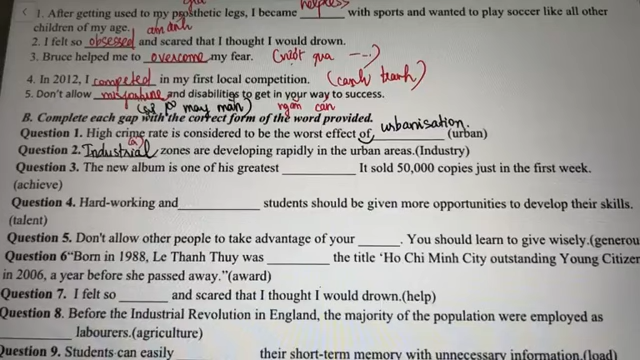 helpless
1. After getting used to my prosthetic legs, I became ______ with sports and wanted to play soccer like all other
children of my age. ám ảnh
2. I felt so obsessed and scared that I thought I would drown.
3. Bruce helped me to overcome my fear. (vượt qua
4. In 2012, I competed in my first local competition. (cạnh tranh)
5. Don't allow misfortune and disabilities to get in your way to success.
(sự ko may mắn) ngăn cản
B. Complete each gap with the correct form of the word provided.
Question 1. High crime rate is considered to be the worst effect of urbanisation. (urban)
Question 2. Industrial (a) zones are developing rapidly in the urban areas.(Industry)
Question 3. The new album is one of his greatest ____________ It sold 50,000 copies just in the first week.
(achieve)
Question 4. Hard-working and____________ students should be given more opportunities to develop their skills.
(talent)
Question 5. Don't allow other people to take advantage of your ______. You should learn to give wisely.(generou
Question 6"Born in 1988, Le Thanh Thuy was _________ the title 'Ho Chi Minh City outstanding Young Citizen
in 2006, a year before she passed away."(award)
Question 7. I felt so _______ and scared that I thought I would drown.(help)
Question 8. Before the Industrial Revolution in England, the majority of the population were employed as
__________ labourers.(agriculture)
Question 9. Students can easily __________ their short-term memory with unnecessary information.(load)